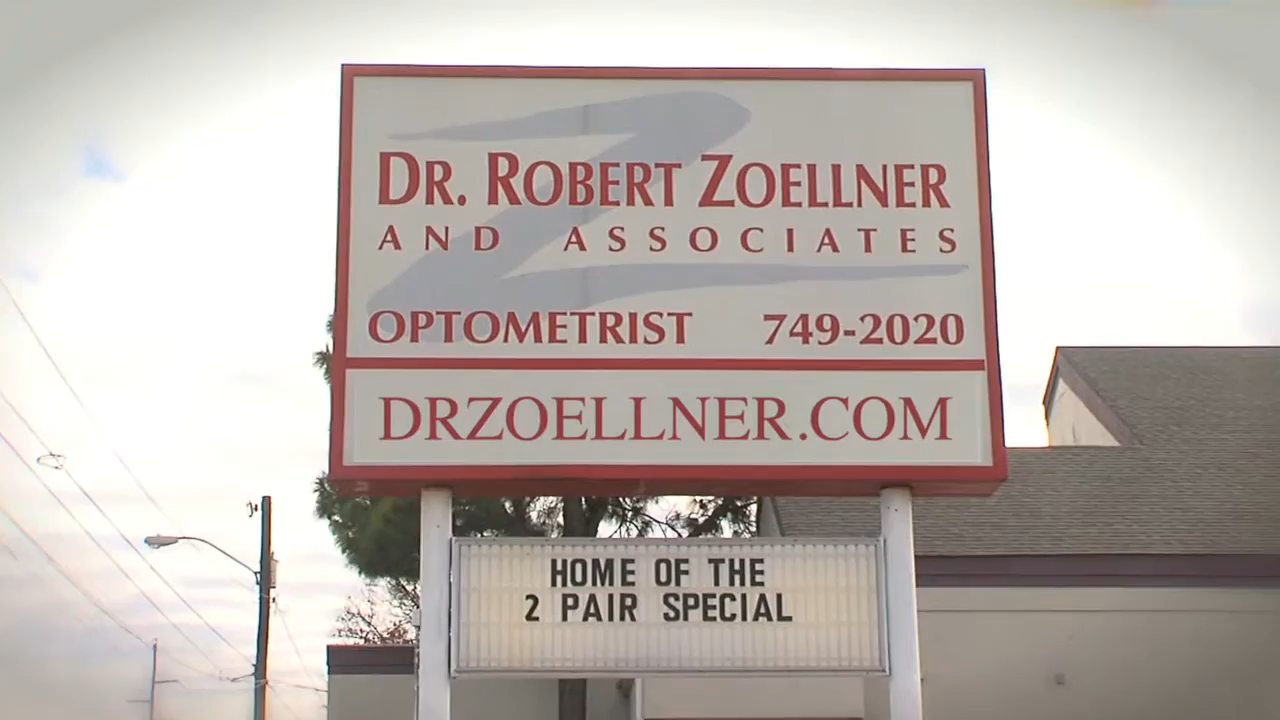 DR. ROBERT ZOELLNER
AND ASSOCIATES
OPTOMETRIST 749-2020
DRZOELLNER.COM
HOME OF THE
2 PAIR SPECIAL